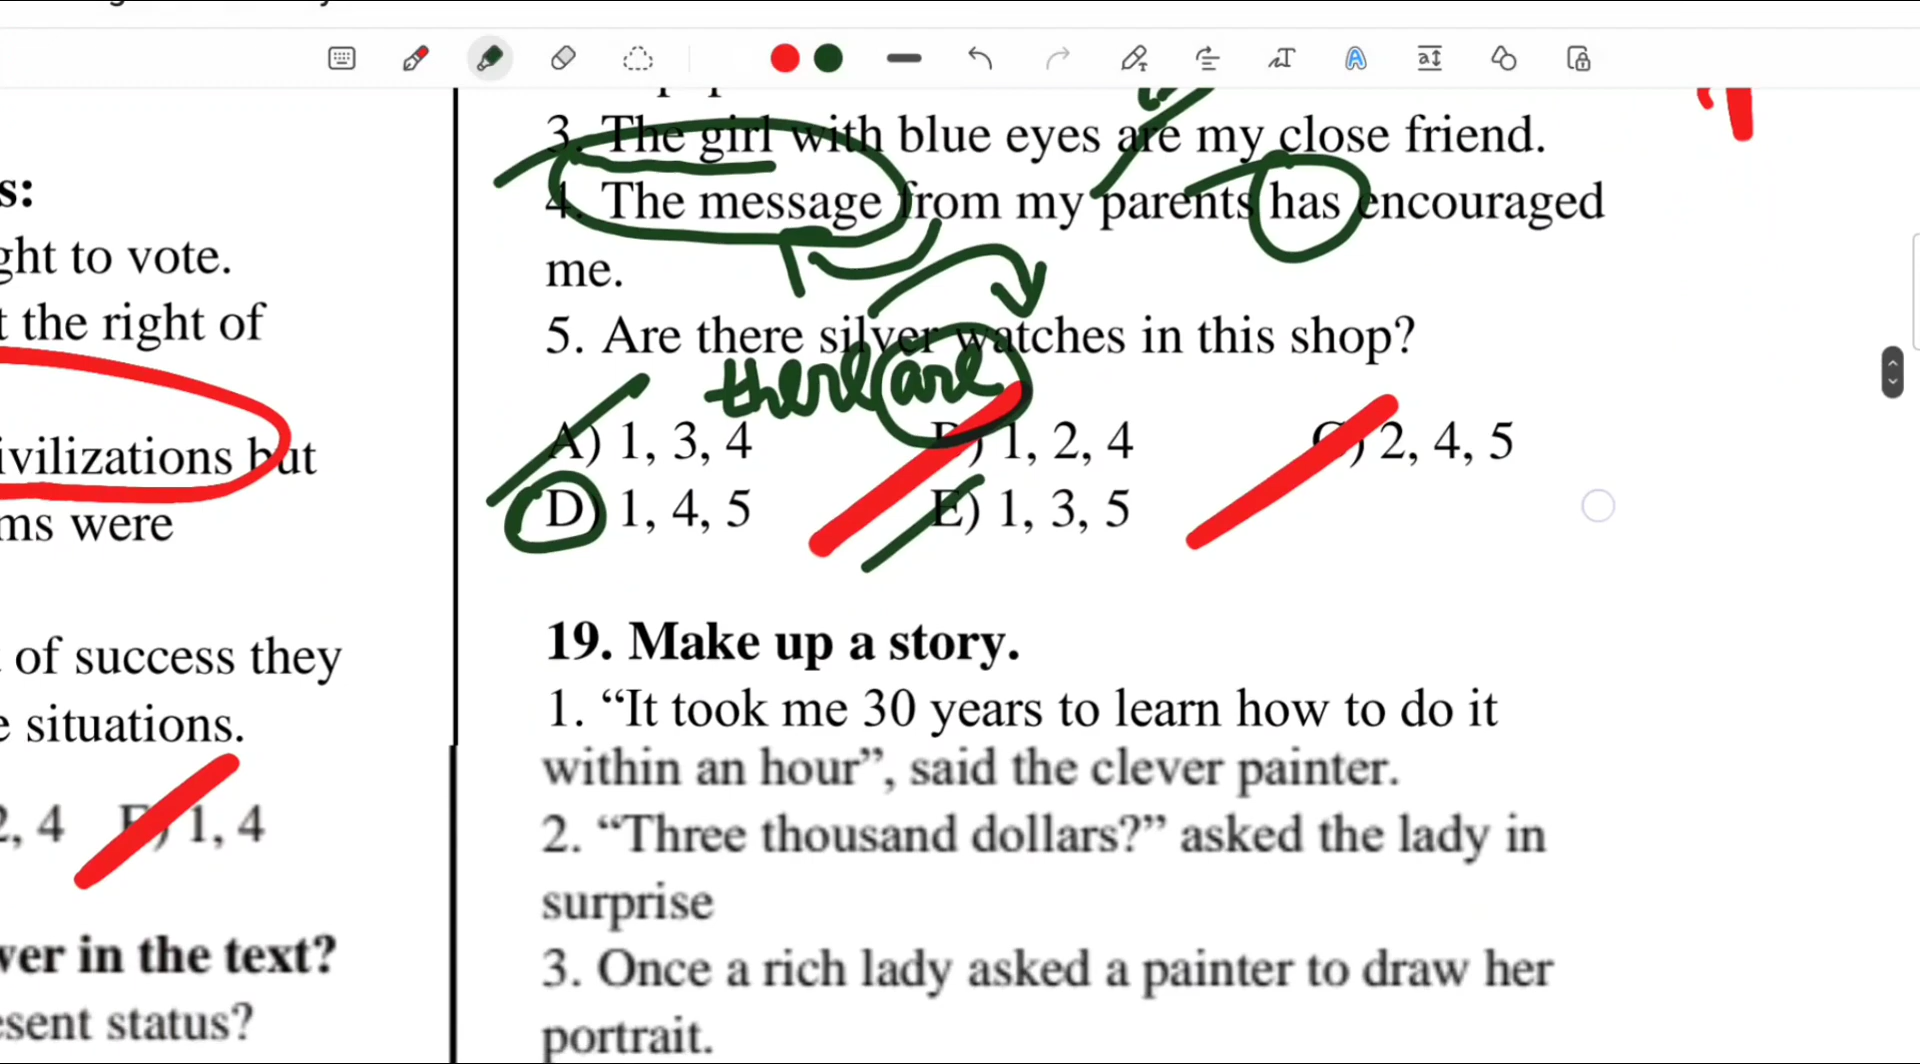 s:
ght to vote.
t the right of
ivilizations but
ms were
of success they
e situations.
2, 4 E) 1, 4
wer in the text?
esent status?
3. The girl with blue eyes are my close friend.
4. The message from my parents has encouraged
me.
5. Are there silver watches in this shop?
there are
A) 1, 3, 4 B) 1, 2, 4 C) 2, 4, 5
D) 1, 4, 5 E) 1, 3, 5
19. Make up a story.
1. “It took me 30 years to learn how to do it
within an hour”, said the clever painter.
2. “Three thousand dollars?” asked the lady in
surprise
3. Once a rich lady asked a painter to draw her
portrait.